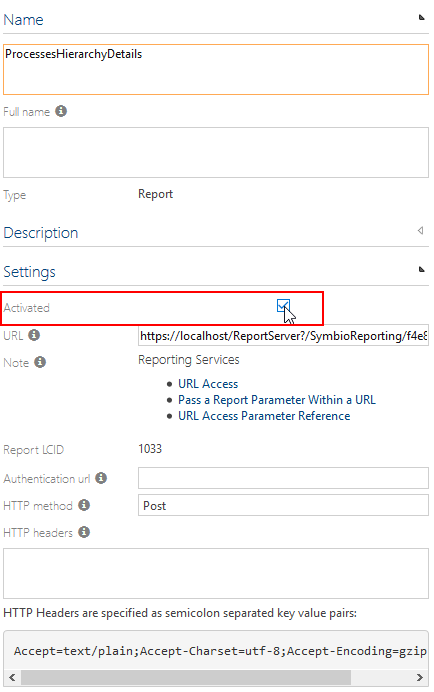 Name
ProcessesHierarchyDetails
Full name
Type Report
Description
Settings
Activated
URL https://localhost/ReportServer?/SymbioReporting/f4e8
Note Reporting Services
• URL Access
• Pass a Report Parameter Within a URL
• URL Access Parameter Reference
Report LCID 1033
Authentication url
HTTP method Post
HTTP headers
HTTP Headers are specified as semicolon separated key value pairs:
Accept=text/plain;Accept-Charset=utf-8;Accept-Encoding=gzip